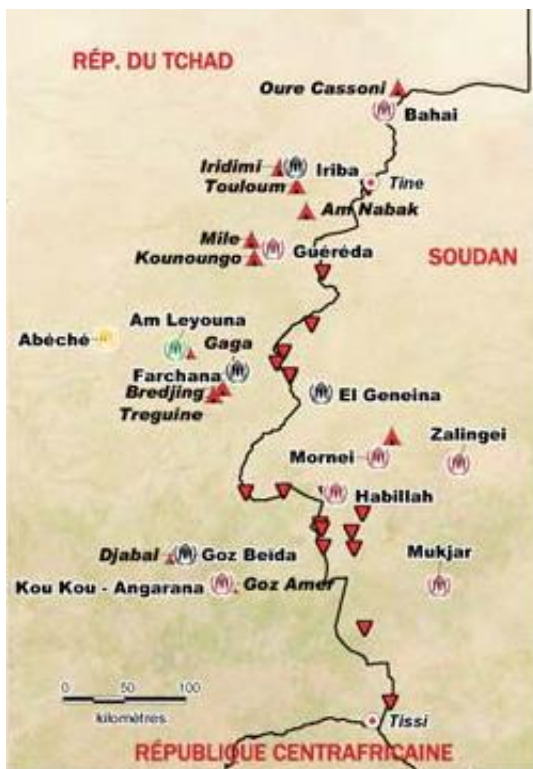 RÉP. DU TCHAD
Oure Cassoni
Bahai
Iridimi
Iriba
Touloum
Tine
Am Nabak
Mile
Guéréda
Kounoungo
SOUDAN
Am Leyouna
Abéché
Gaga
Farchana
Bredjing
El Geneina
Treguine
Zalingei
Mornei
Habillah
Djabal
Goz Beïda
Mukjar
Kou Kou - Angarana
Goz Amer
0 50 100
kilomètres
Tissi
RÉPUBLIQUE CENTRAFRICAINE